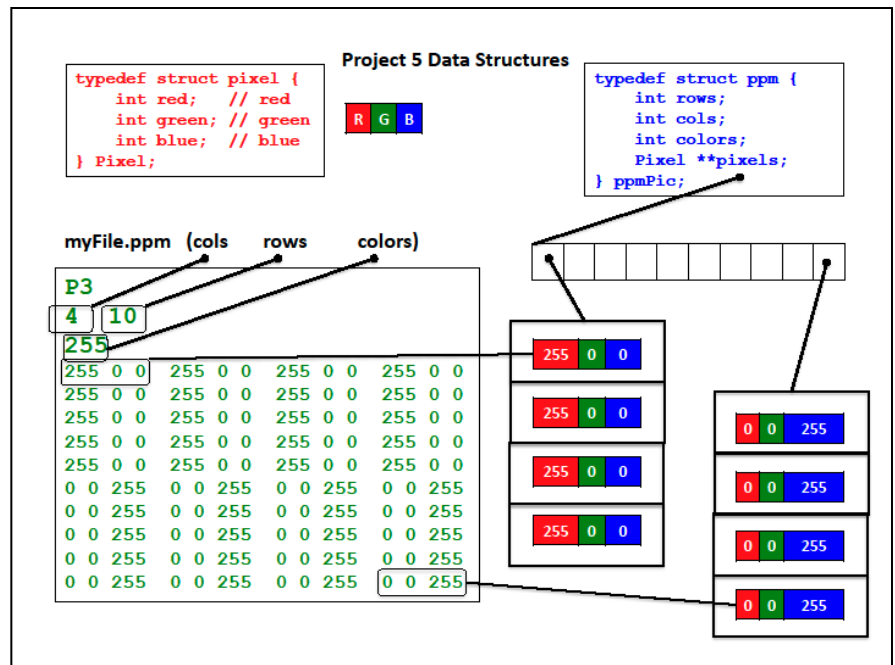 Project 5 Data Structures
typedef struct pixel {
int red; // red
int green; // green
int blue; // blue
} Pixel;
R G B
typedef struct ppm {
int rows;
int cols;
int colors;
Pixel **pixels;
} ppmPic;
myFile.ppm (cols rows colors)
P3
4 10
255
255 0 0 255 0 0 255 0 0 255 0 0
255 0 0 255 0 0 255 0 0 255 0 0
255 0 0 255 0 0 255 0 0 255 0 0
255 0 0 255 0 0 255 0 0 255 0 0
255 0 0 255 0 0 255 0 0 255 0 0
0 0 255 0 0 255 0 0 255 0 0 255
0 0 255 0 0 255 0 0 255 0 0 255
0 0 255 0 0 255 0 0 255 0 0 255
0 0 255 0 0 255 0 0 255 0 0 255
0 0 255 0 0 255 0 0 255 0 0 255
255 0 0
255 0 0
255 0 0
255 0 0
0 0 255
0 0 255
0 0 255
0 0 255